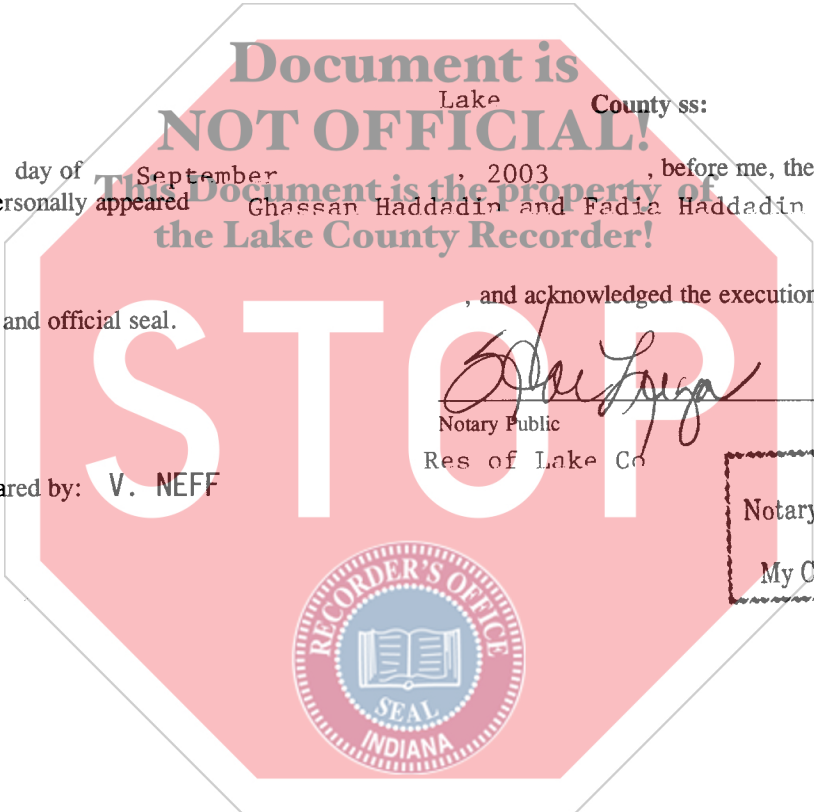 Document is
Lake County ss:
NOT OFFICIAL!
day of September , 2003 , before me, the
This Document is the property of
ersonally appeared Ghassan Haddadin and Fadia Haddadin
the Lake County Recorder!
, and acknowledged the execution
and official seal.
STOP
Notary Public
Res of Lake Co
ared by: V. NEFF
Notary
My C
RECORDER'S OFFICE
SEAL
INDIANA